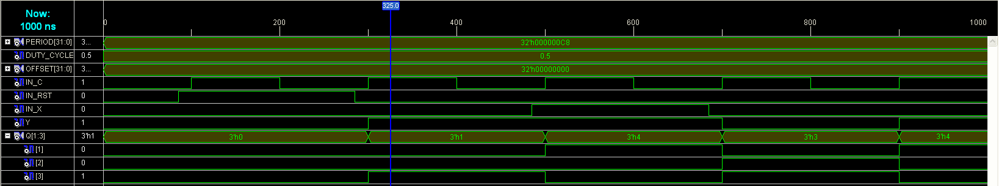 325.0
Now:
1000 ns
0 200 400 600 800 1000
PERIOD[31:0] 3... 32'h000000C8
DUTY_CYCLE 0.5 0.5
OFFSET[31:0] 3... 32'h00000000
IN_C 1
IN_RST 0
IN_X 0
Y 1
Q[1:3] 3'h1 3'h0 3'h1 3'h4 3'h3 3'h4
[1] 0
[2] 0
[3] 1